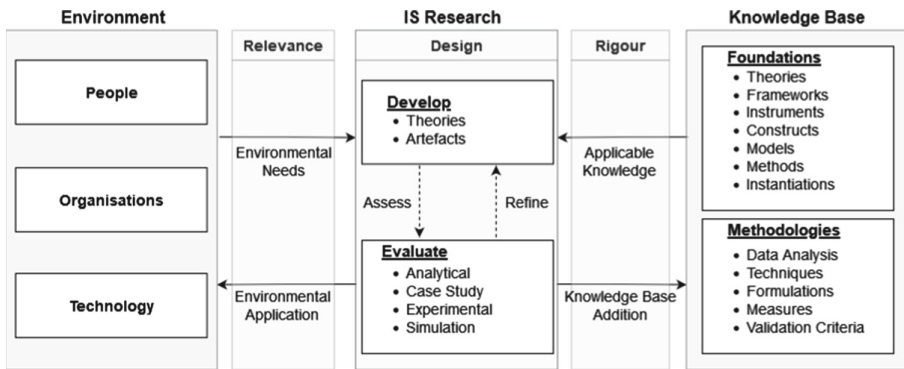 Environment
IS Research
Knowledge Base
Relevance
Design
Rigour
People
Organisations
Technology
Environmental
Needs
Environmental
Application
Develop
• Theories
• Artefacts
Assess
Refine
Evaluate
• Analytical
• Case Study
• Experimental
• Simulation
Applicable
Knowledge
Knowledge Base
Addition
Foundations
• Theories
• Frameworks
• Instruments
• Constructs
• Models
• Methods
• Instantiations
Methodologies
• Data Analysis
• Techniques
• Formulations
• Measures
• Validation Criteria